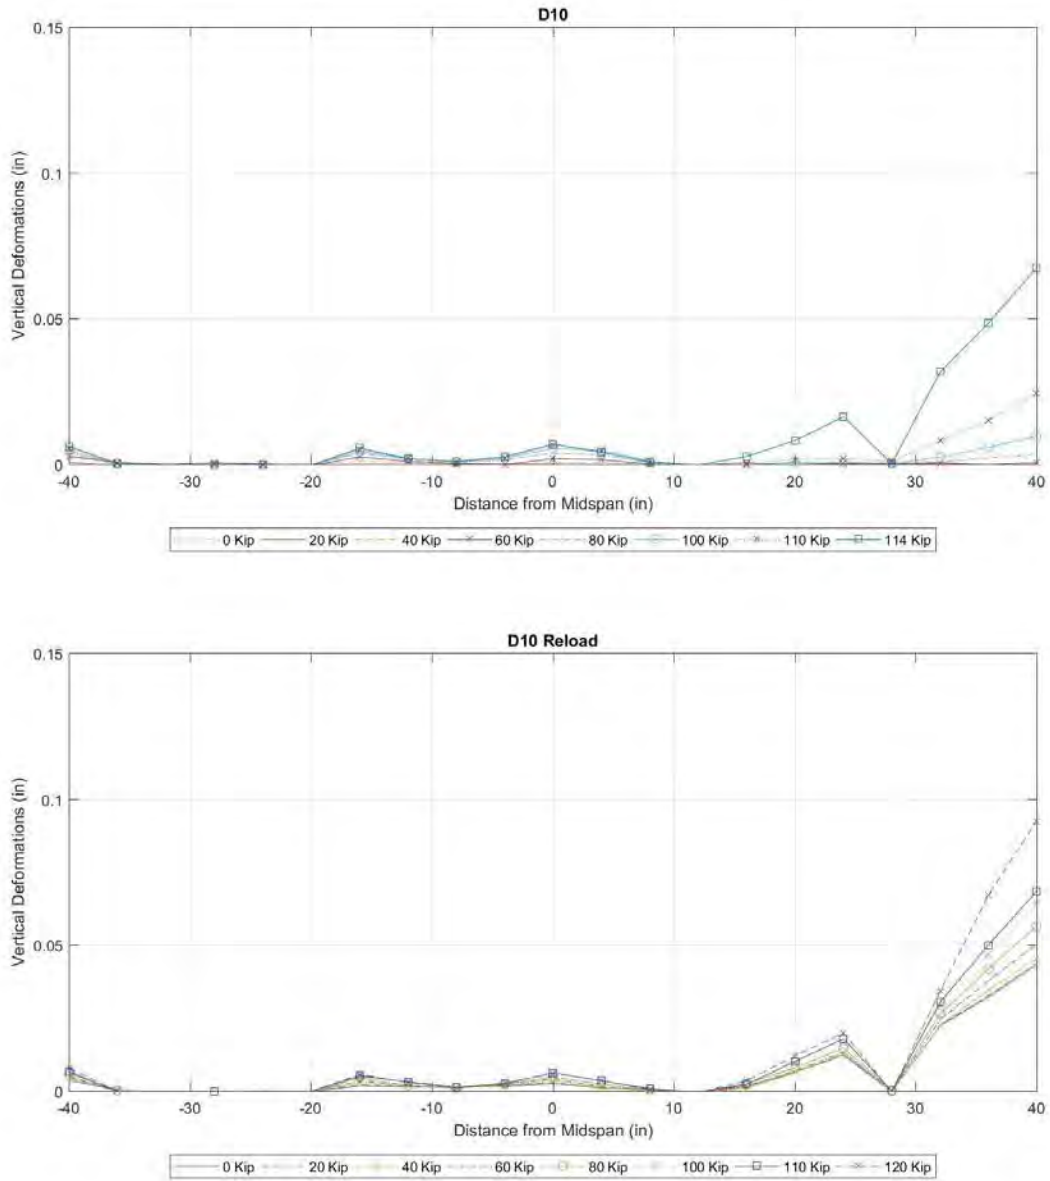 D10
0.15
0.1
0.05
0
Vertical Deformations (in)
-40 -30 -20 -10 0 10 20 30 40
Distance from Midspan (in)
0 Kip 20 Kip 40 Kip 60 Kip 80 Kip 100 Kip 110 Kip 114 Kip
D10 Reload
0.15
0.1
0.05
0
Vertical Deformations (in)
-40 -30 -20 -10 0 10 20 30 40
Distance from Midspan (in)
0 Kip 20 Kip 40 Kip 60 Kip 80 Kip 100 Kip 110 Kip 120 Kip